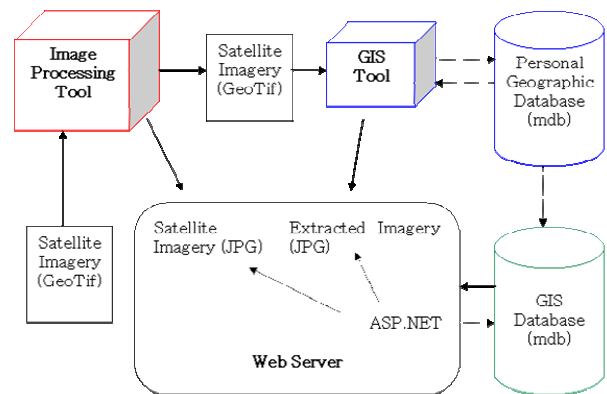 Image
Processing
Tool
Satellite
Imagery
(GeoTif)
GIS
Tool
Personal
Geographic
Database
(mdb)
Satellite
Imagery
(GeoTif)
Satellite
Imagery (JPG)
Extracted Imagery
(JPG)
ASP.NET
Web Server
GIS
Database
(mdb)